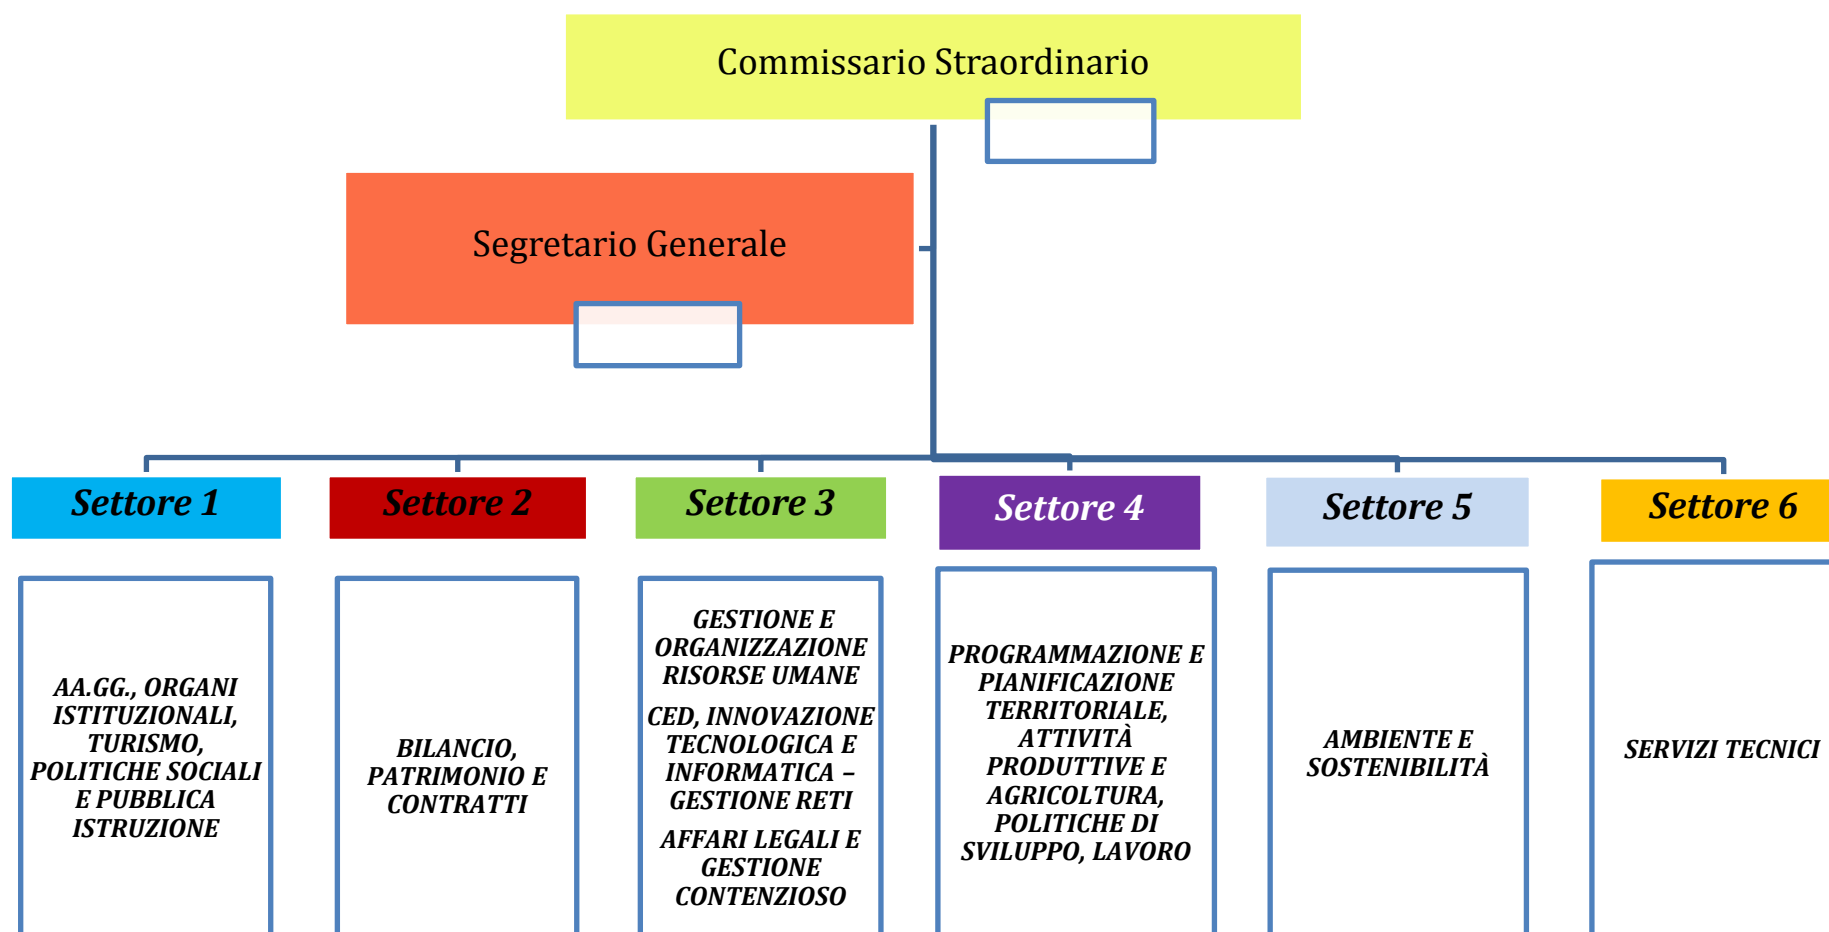 Commissario Straordinario
Segretario Generale
Settore 1
Settore 2
Settore 3
Settore 4
Settore 5
Settore 6
AA.GG., ORGANI
ISTITUZIONALI,
TURISMO,
POLITICHE SOCIALI
E PUBBLICA
ISTRUZIONE
BILANCIO,
PATRIMONIO E
CONTRATTI
GESTIONE E
ORGANIZZAZIONE
RISORSE UMANE
CED, INNOVAZIONE
TECNOLOGICA E
INFORMATICA –
GESTIONE RETI
AFFARI LEGALI E
GESTIONE
CONTENZIOSO
PROGRAMMAZIONE E
PIANIFICAZIONE
TERRITORIALE,
ATTIVITÀ
PRODUTTIVE E
AGRICOLTURA,
POLITICHE DI
SVILUPPO, LAVORO
AMBIENTE E
SOSTENIBILITÀ
SERVIZI TECNICI